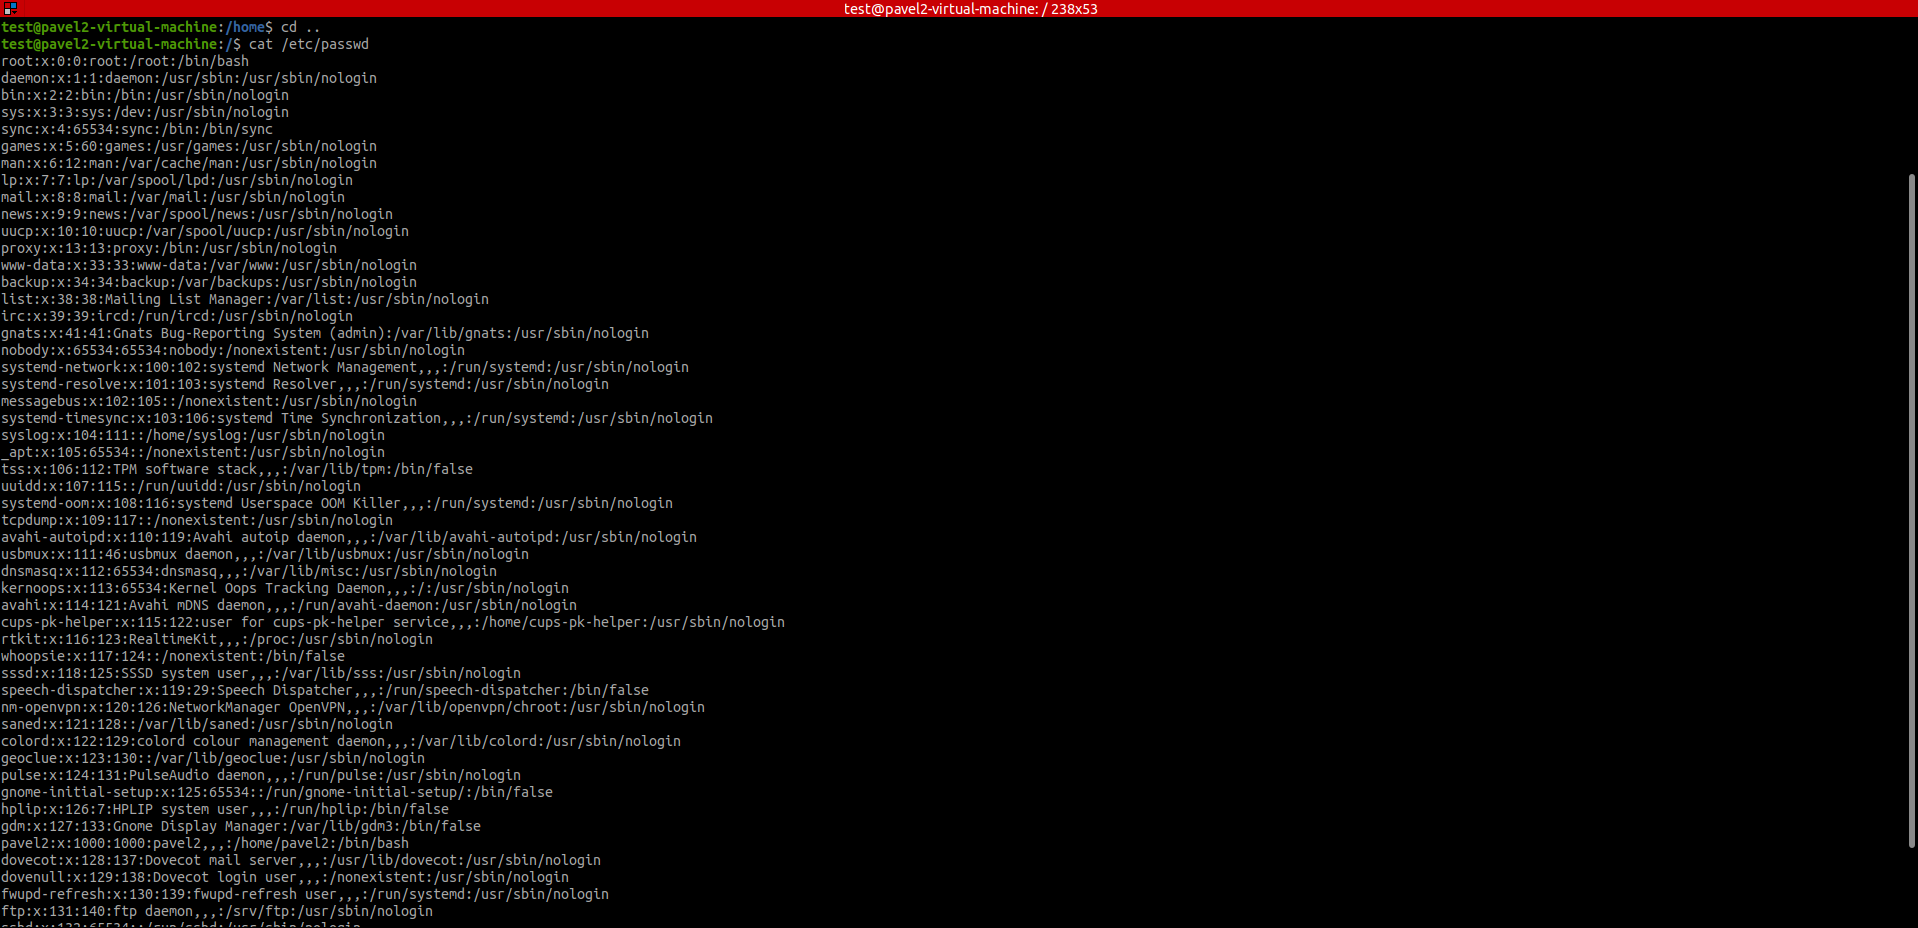 test@pavel2-virtual-machine: / 238x53
test@pavel2-virtual-machine:/home$ cd ..
test@pavel2-virtual-machine:/$ cat /etc/passwd
root:x:0:0:root:/root:/bin/bash
daemon:x:1:1:daemon:/usr/sbin:/usr/sbin/nologin
bin:x:2:2:bin:/bin:/usr/sbin/nologin
sys:x:3:3:sys:/dev:/usr/sbin/nologin
sync:x:4:65534:sync:/bin:/bin/sync
games:x:5:60:games:/usr/games:/usr/sbin/nologin
man:x:6:12:man:/var/cache/man:/usr/sbin/nologin
lp:x:7:7:lp:/var/spool/lpd:/usr/sbin/nologin
mail:x:8:8:mail:/var/mail:/usr/sbin/nologin
news:x:9:9:news:/var/spool/news:/usr/sbin/nologin
uucp:x:10:10:uucp:/var/spool/uucp:/usr/sbin/nologin
proxy:x:13:13:proxy:/bin:/usr/sbin/nologin
www-data:x:33:33:www-data:/var/www:/usr/sbin/nologin
backup:x:34:34:backup:/var/backups:/usr/sbin/nologin
list:x:38:38:Mailing List Manager:/var/list:/usr/sbin/nologin
irc:x:39:39:ircd:/run/ircd:/usr/sbin/nologin
gnats:x:41:41:Gnats Bug-Reporting System (admin):/var/lib/gnats:/usr/sbin/nologin
nobody:x:65534:65534:nobody:/nonexistent:/usr/sbin/nologin
systemd-network:x:100:102:systemd Network Management,,,:/run/systemd:/usr/sbin/nologin
systemd-resolve:x:101:103:systemd Resolver,,,:/run/systemd:/usr/sbin/nologin
messagebus:x:102:105::/nonexistent:/usr/sbin/nologin
systemd-timesync:x:103:106:systemd Time Synchronization,,,:/run/systemd:/usr/sbin/nologin
syslog:x:104:111::/home/syslog:/usr/sbin/nologin
_apt:x:105:65534::/nonexistent:/usr/sbin/nologin
tss:x:106:112:TPM software stack,,,:/var/lib/tpm:/bin/false
uuidd:x:107:115::/run/uuidd:/usr/sbin/nologin
systemd-oom:x:108:116:systemd Userspace OOM Killer,,,:/run/systemd:/usr/sbin/nologin
tcpdump:x:109:117::/nonexistent:/usr/sbin/nologin
avahi-autoipd:x:110:119:Avahi autoip daemon,,,:/var/lib/avahi-autoipd:/usr/sbin/nologin
usbmux:x:111:46:usbmux daemon,,,:/var/lib/usbmux:/usr/sbin/nologin
dnsmasq:x:112:65534:dnsmasq,,,:/var/lib/misc:/usr/sbin/nologin
kernoops:x:113:65534:Kernel Oops Tracking Daemon,,,:/:/usr/sbin/nologin
avahi:x:114:121:Avahi mDNS daemon,,,:/run/avahi-daemon:/usr/sbin/nologin
cups-pk-helper:x:115:122:user for cups-pk-helper service,,,:/home/cups-pk-helper:/usr/sbin/nologin
rtkit:x:116:123:RealtimeKit,,,:/proc:/usr/sbin/nologin
whoopsie:x:117:124::/nonexistent:/bin/false
sssd:x:118:125:SSSD system user,,,:/var/lib/sss:/usr/sbin/nologin
speech-dispatcher:x:119:29:Speech Dispatcher,,,:/run/speech-dispatcher:/bin/false
nm-openvpn:x:120:126:NetworkManager OpenVPN,,,:/var/lib/openvpn/chroot:/usr/sbin/nologin
saned:x:121:128::/var/lib/saned:/usr/sbin/nologin
colord:x:122:129:colord colour management daemon,,,:/var/lib/colord:/usr/sbin/nologin
geoclue:x:123:130::/var/lib/geoclue:/usr/sbin/nologin
pulse:x:124:131:PulseAudio daemon,,,:/run/pulse:/usr/sbin/nologin
gnome-initial-setup:x:125:65534::/run/gnome-initial-setup/:/bin/false
hplip:x:126:7:HPLIP system user,,,:/run/hplip:/bin/false
gdm:x:127:133:Gnome Display Manager:/var/lib/gdm3:/bin/false
pavel2:x:1000:1000:pavel2,,,:/home/pavel2:/bin/bash
dovecot:x:128:137:Dovecot mail server,,,:/usr/lib/dovecot:/usr/sbin/nologin
dovenull:x:129:138:Dovecot login user,,,:/nonexistent:/usr/sbin/nologin
fwupd-refresh:x:130:139:fwupd-refresh user,,,:/run/systemd:/usr/sbin/nologin
ftp:x:131:140:ftp daemon,,,:/srv/ftp:/usr/sbin/nologin
sshd:x:132:65534::/run/sshd:/usr/sbin/nologin